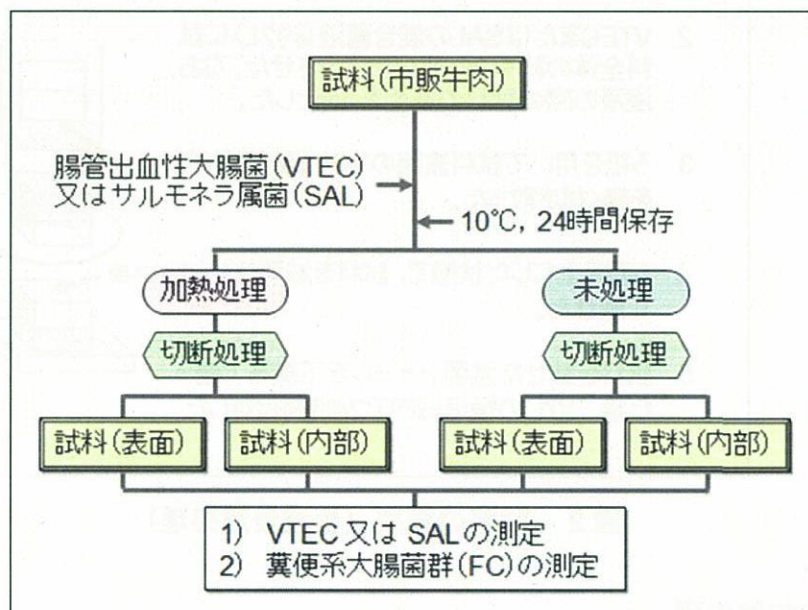 試料(市販牛肉)
腸管出血性大腸菌(VTEC)
又はサルモネラ属菌(SAL)
10℃, 24時間保存
加熱処理
未処理
切断処理
切断処理
試料(表面)
試料(内部)
試料(表面)
試料(内部)
1) VTEC 又は SALの測定
2) 糞便系大腸菌群(FC)の測定